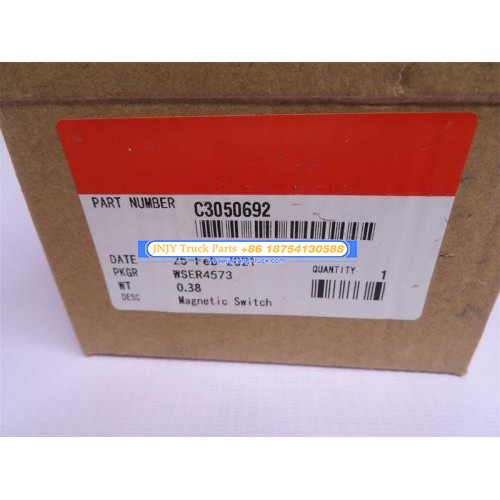 PART NUMBER C3050692
JNJY Truck Parts +86 18754130588
DATE 25 Feb 2021
PKGR WSER4573
QUANTITY 1
WT 0.38
DESC Magnetic Switch